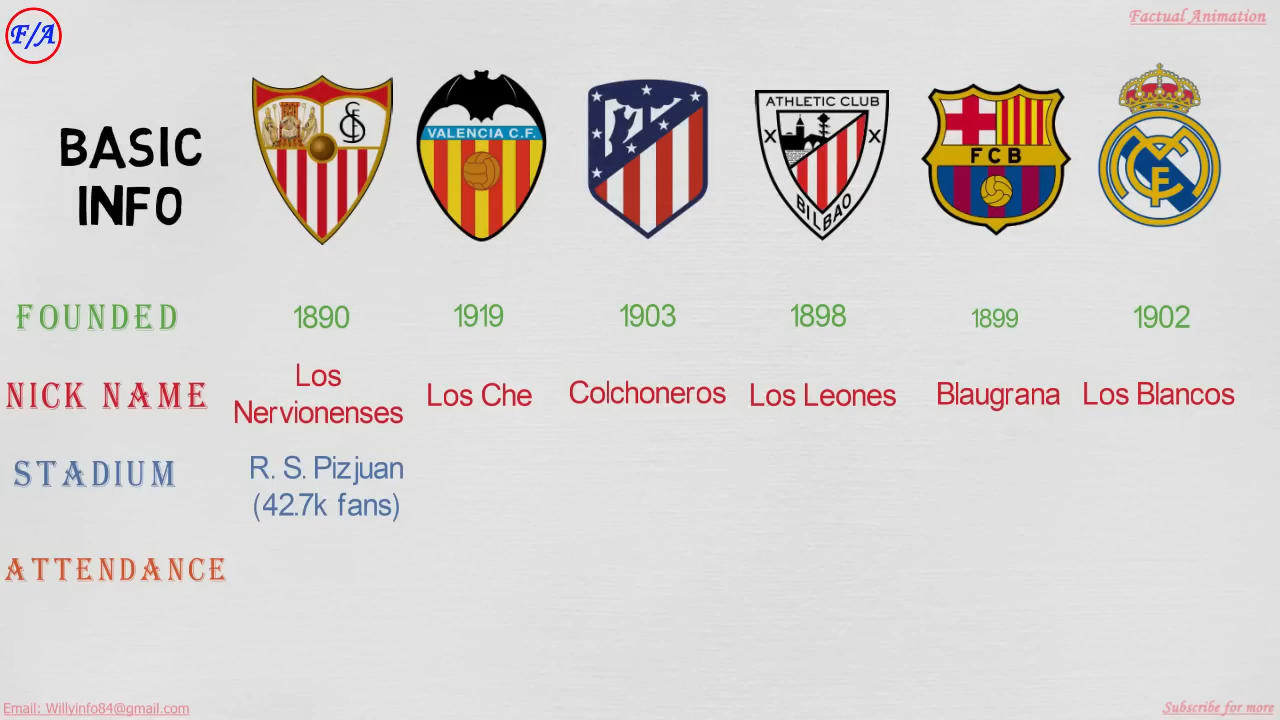 F/A
Factual Animation
BASIC
INFO
VALENCIA C.F.
ATHLETIC CLUB
BILBAO
FCB
FOUNDED
1890
1919
1903
1898
1899
1902
NICK NAME
Los
Nervionenses
Los Che
Colchoneros
Los Leones
Blaugrana
Los Blancos
STADIUM
R. S. Pizjuan
(42.7k fans)
ATTENDANCE
Email: Willyinfo84@gmail.com
Subscribe for more